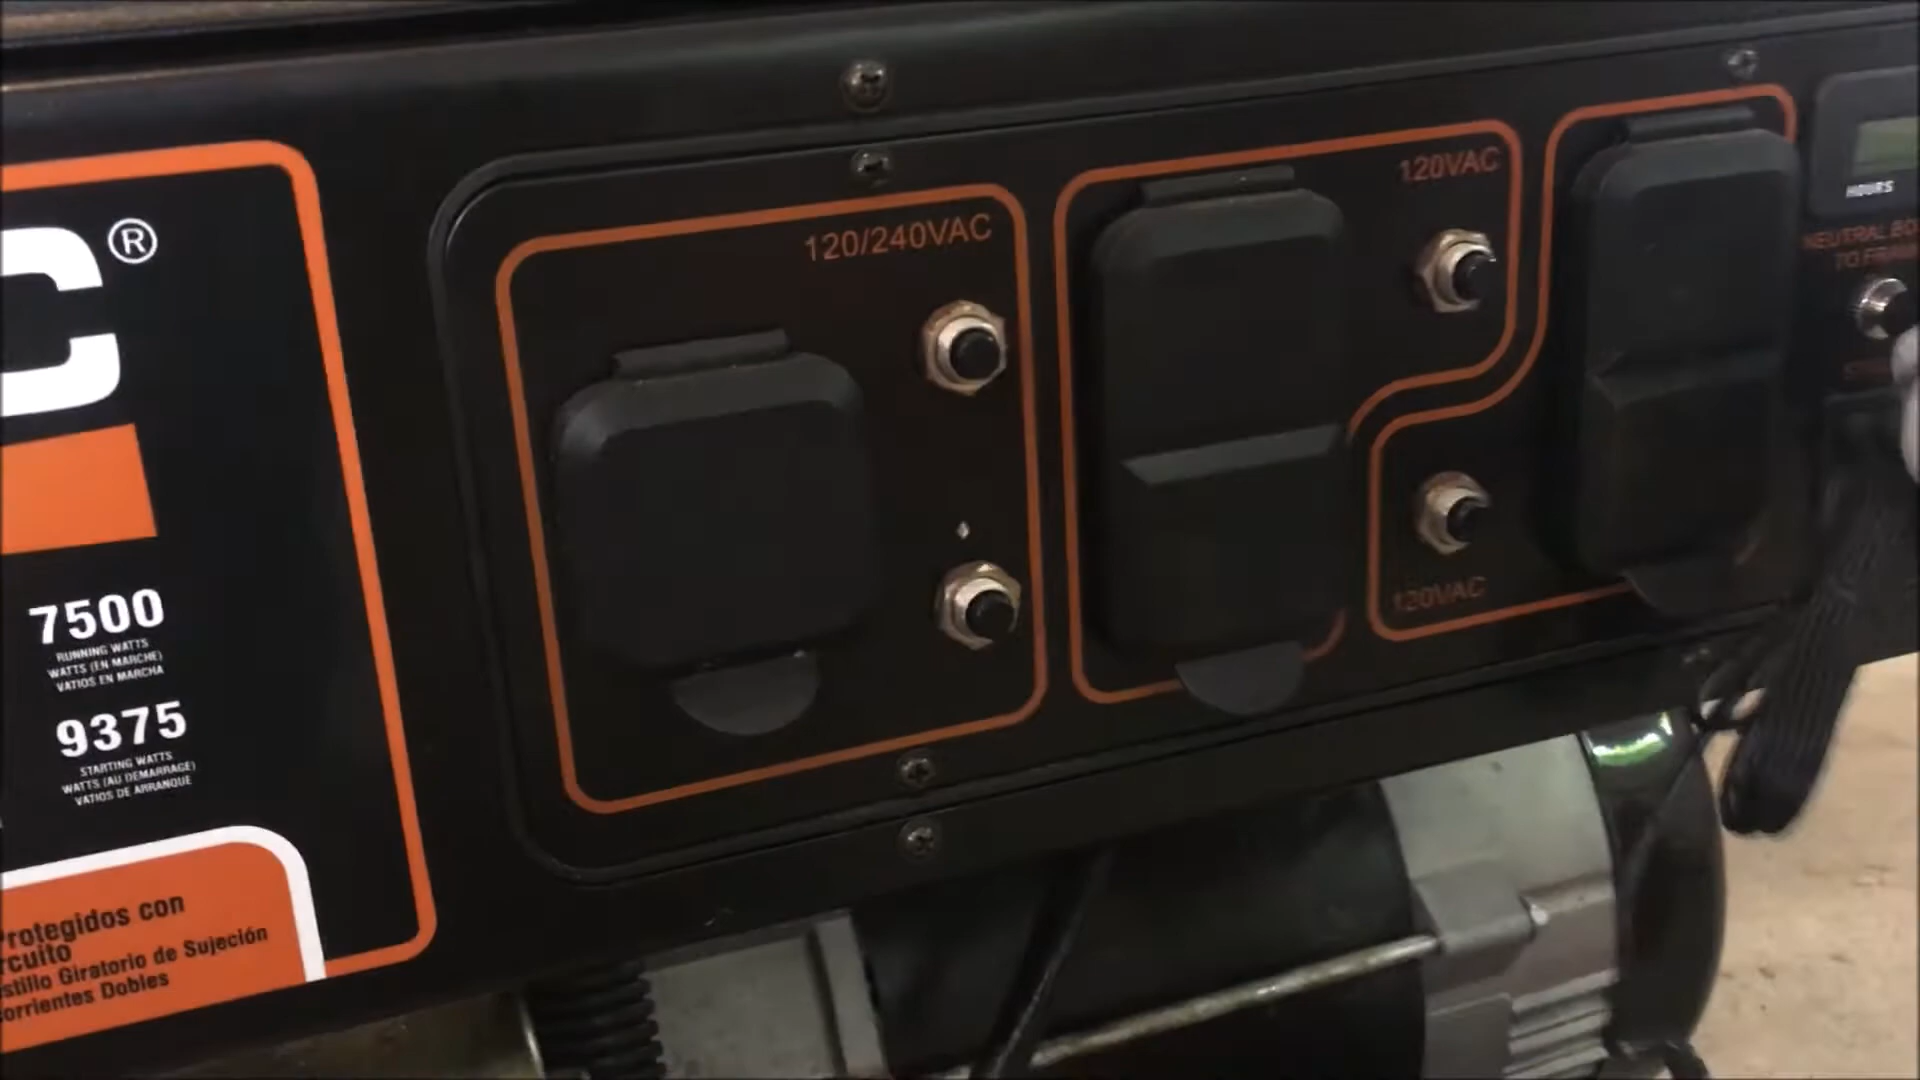 C®
7500
RUNNING WATTS
WATTS (EN MARCHE)
VATIOS EN MARCHA
9375
STARTING WATTS
WATTS (AU DEMARRAGE)
VATIOS DE ARRANQUE
Protegidos con
rcuito
stillo Giratorio de Sujeción
orrientes Dobles
120/240VAC
120VAC
120VAC
HOURS
NEUTRAL BO
TO FRAM